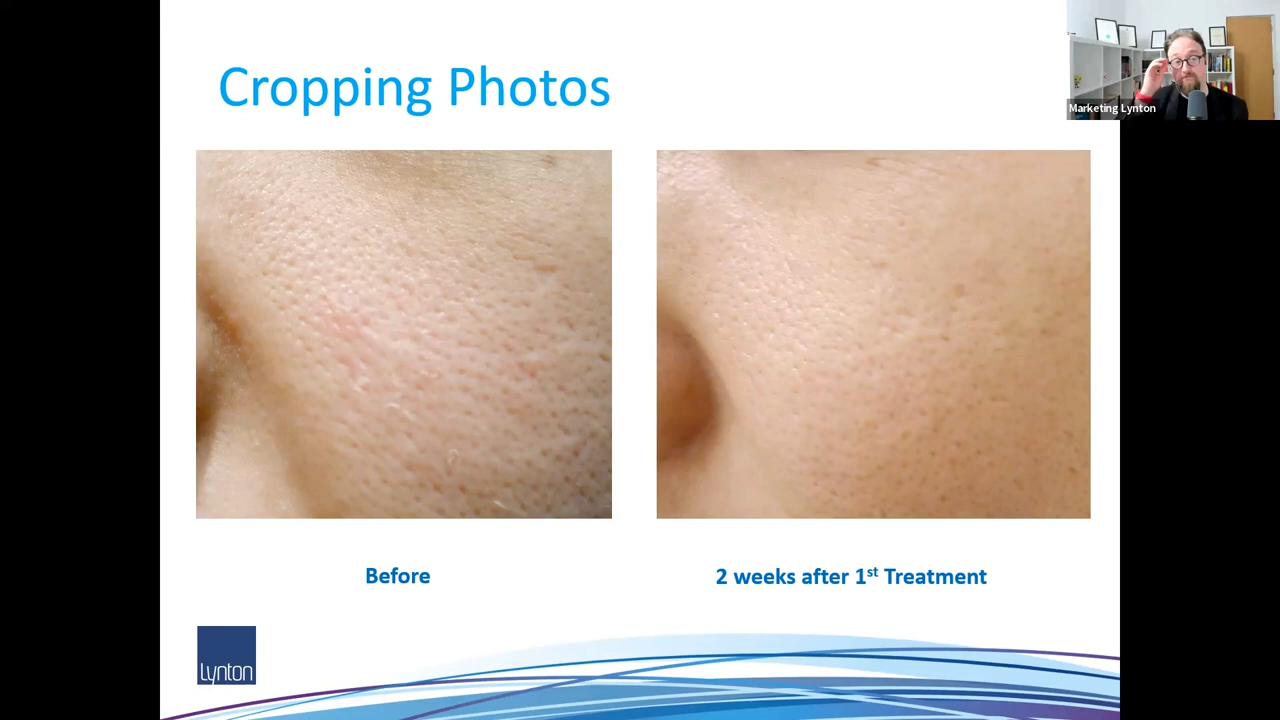 Cropping Photos
Marketing Lynton
Before
2 weeks after 1st Treatment
Lynton